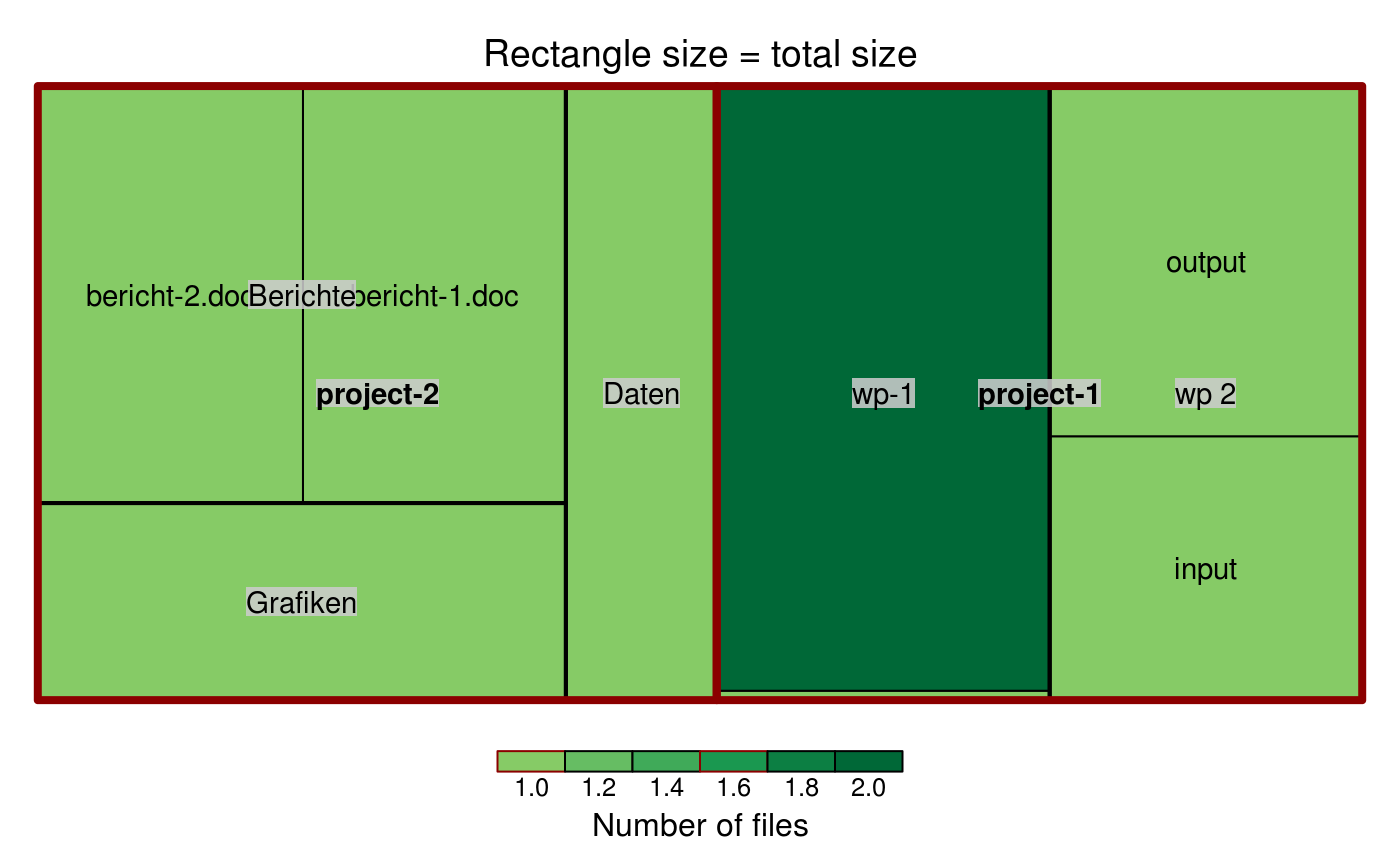 Rectangle size = total size
output
bericht-2.doc
Berichte
bericht-1.doc
project-2
Daten
wp-1
project-1
wp 2
input
Grafiken
1.0 1.2 1.4 1.6 1.8 2.0
Number of files